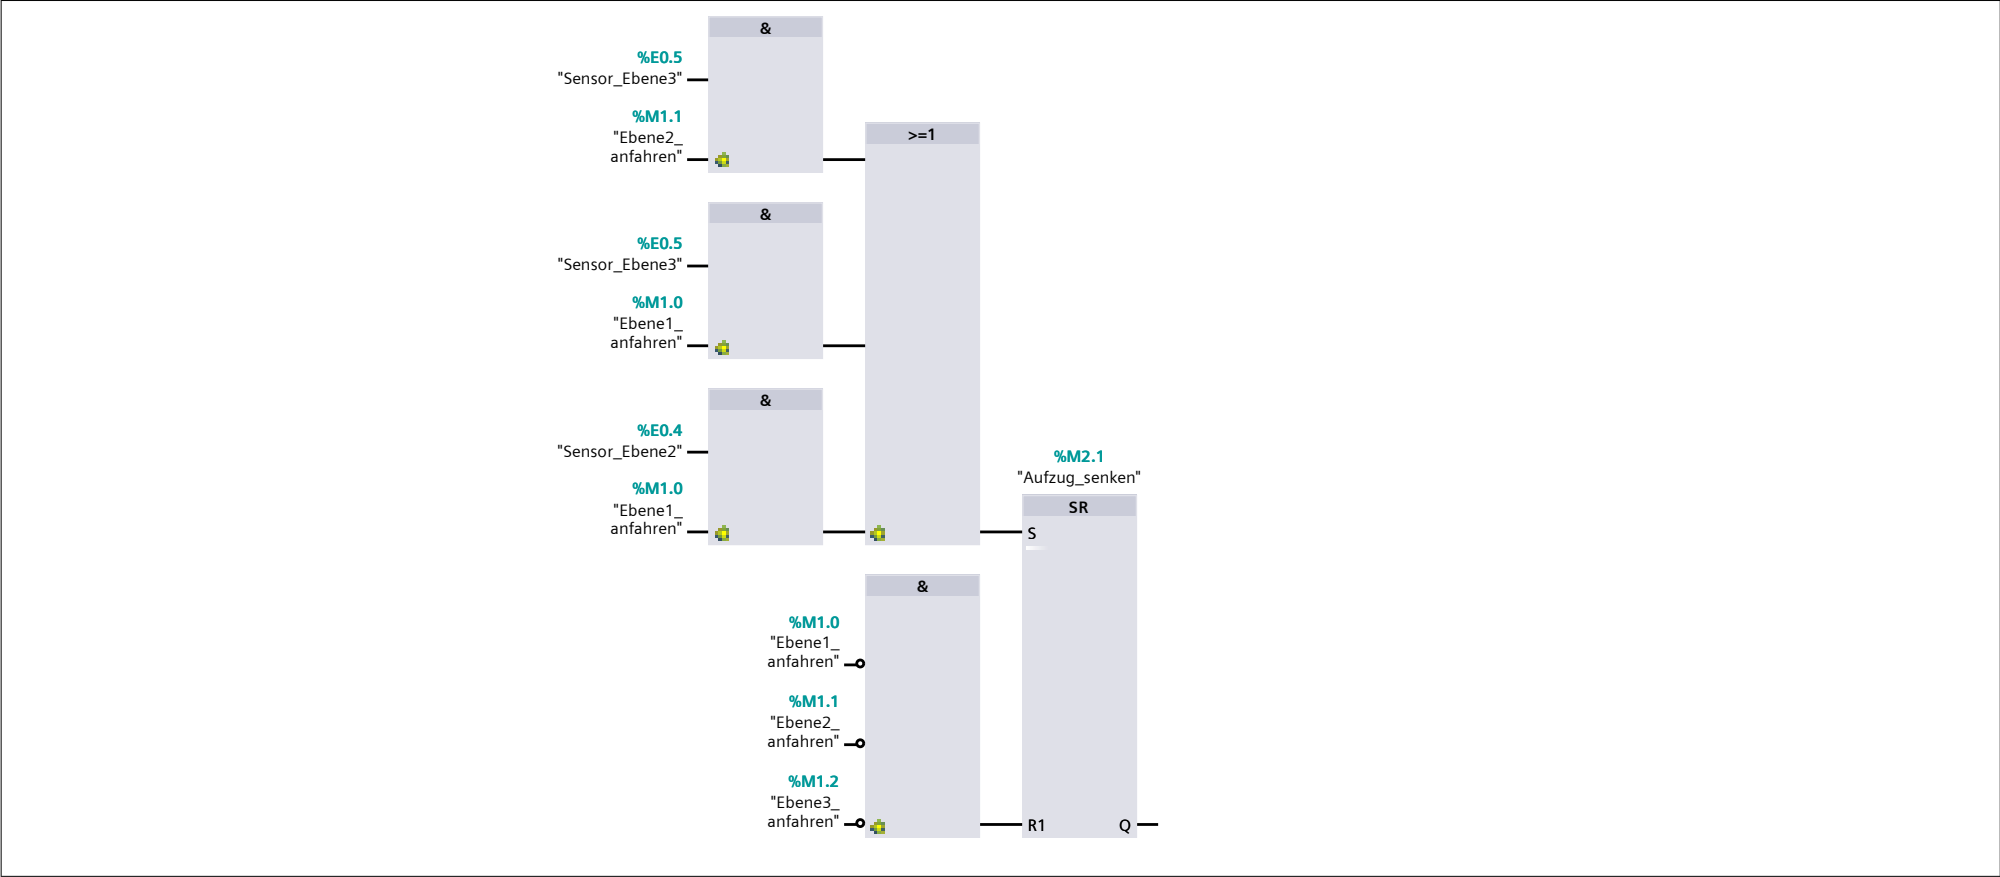 &
%E0.5
"Sensor_Ebene3"
%M1.1
"Ebene2_
anfahren"
>=1
&
%E0.5
"Sensor_Ebene3"
%M1.0
"Ebene1_
anfahren"
&
%E0.4
"Sensor_Ebene2"
%M1.0
"Ebene1_
anfahren"
%M2.1
"Aufzug_senken"
SR
S
&
%M1.0
"Ebene1_
anfahren"
%M1.1
"Ebene2_
anfahren"
%M1.2
"Ebene3_
anfahren"
R1 Q